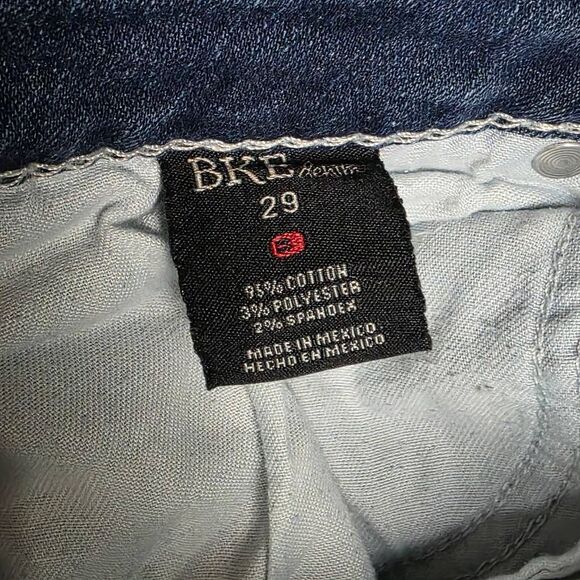 BKE denim
29
B
95% COTTON
3% POLYESTER
2% SPANDEX
MADE IN MEXICO
HECHO EN MEXICO